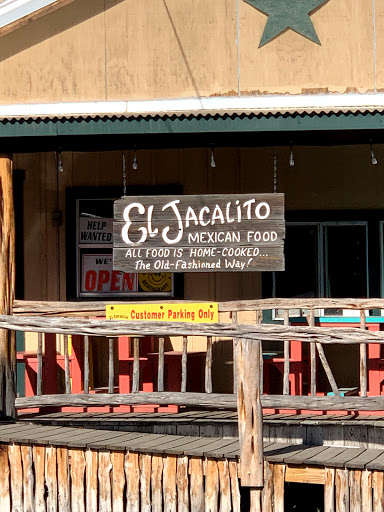 HELP
WANTED
WE'
OPEN
El Jacalito
MEXICAN FOOD
ALL FOOD IS HOME-COOKED...
The Old-Fashioned Way!
Customer Parking Only